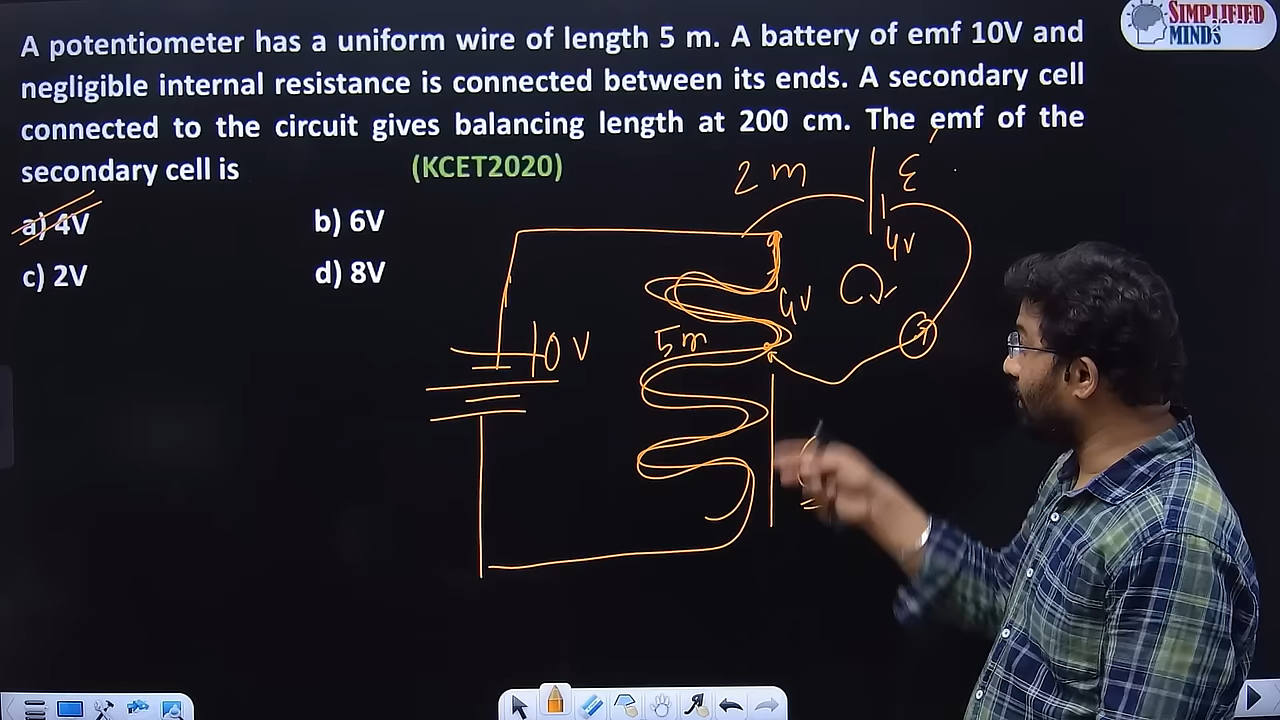 SIMPLIFIED
MINDS
A potentiometer has a uniform wire of length 5 m. A battery of emf 10V and
negligible internal resistance is connected between its ends. A secondary cell
connected to the circuit gives balancing length at 200 cm. The emf of the
secondary cell is (KCET2020)
a) 4V b) 6V
c) 2V d) 8V
2 m ε'
4V
4V
5m
10 V